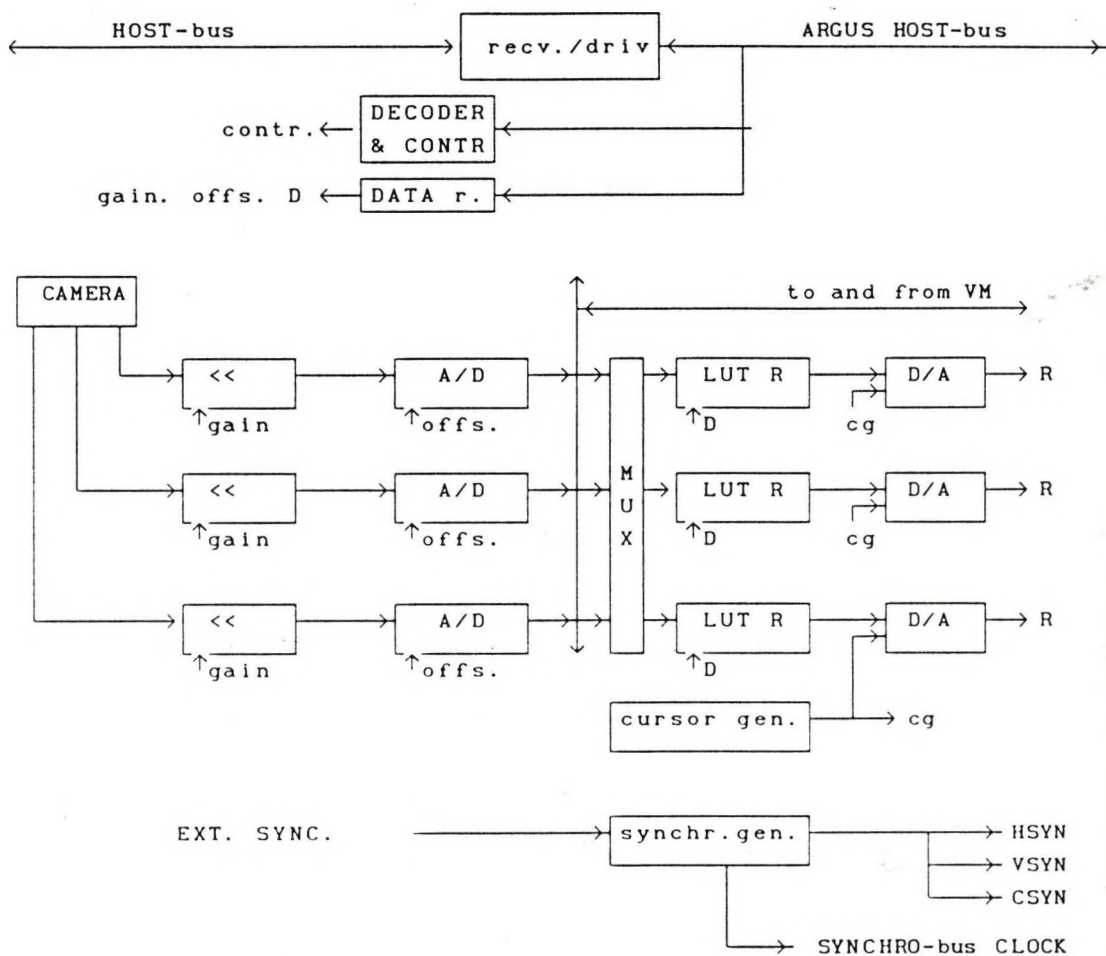 HOST-bus
recv./driv
ARGUS HOST-bus
contr.
DECODER
& CONTR
gain. offs. D
DATA r.
CAMERA
to and from VM
<<
A/D
LUT R
D/A
R
gain
offs.
D
cg
<<
A/D
M
U
X
LUT R
D/A
R
gain
offs.
D
cg
<<
A/D
LUT R
D/A
R
gain
offs.
D
cursor gen.
cg
EXT. SYNC.
synchr.gen.
HSYN
VSYN
CSYN
SYNCHRO-bus CLOCK